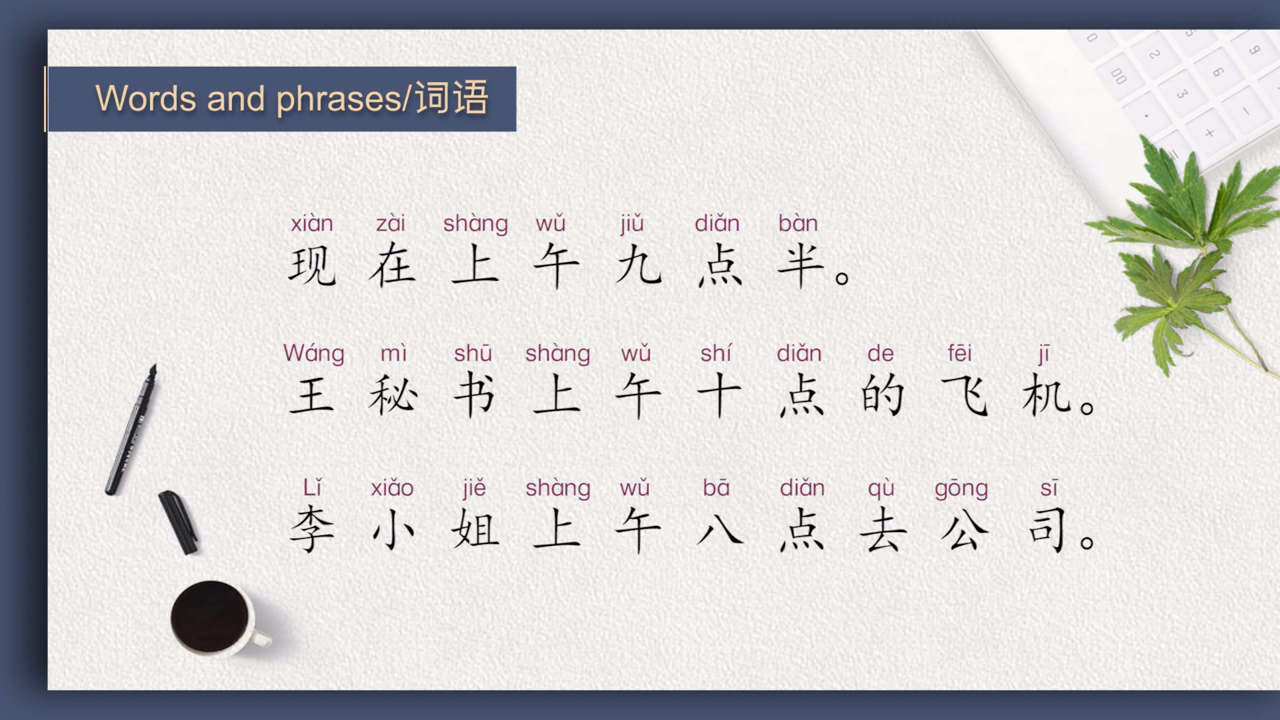 Words and phrases/词语
xiàn zài shàng wǔ jiǔ diǎn bàn
现在上午九点半。
Wáng mì shū shàng wǔ shí diǎn de fēi jī
王秘书上午十点的飞机。
Lǐ xiǎo jiě shàng wǔ bā diǎn qù gōng sī
李小姐上午八点去公司。